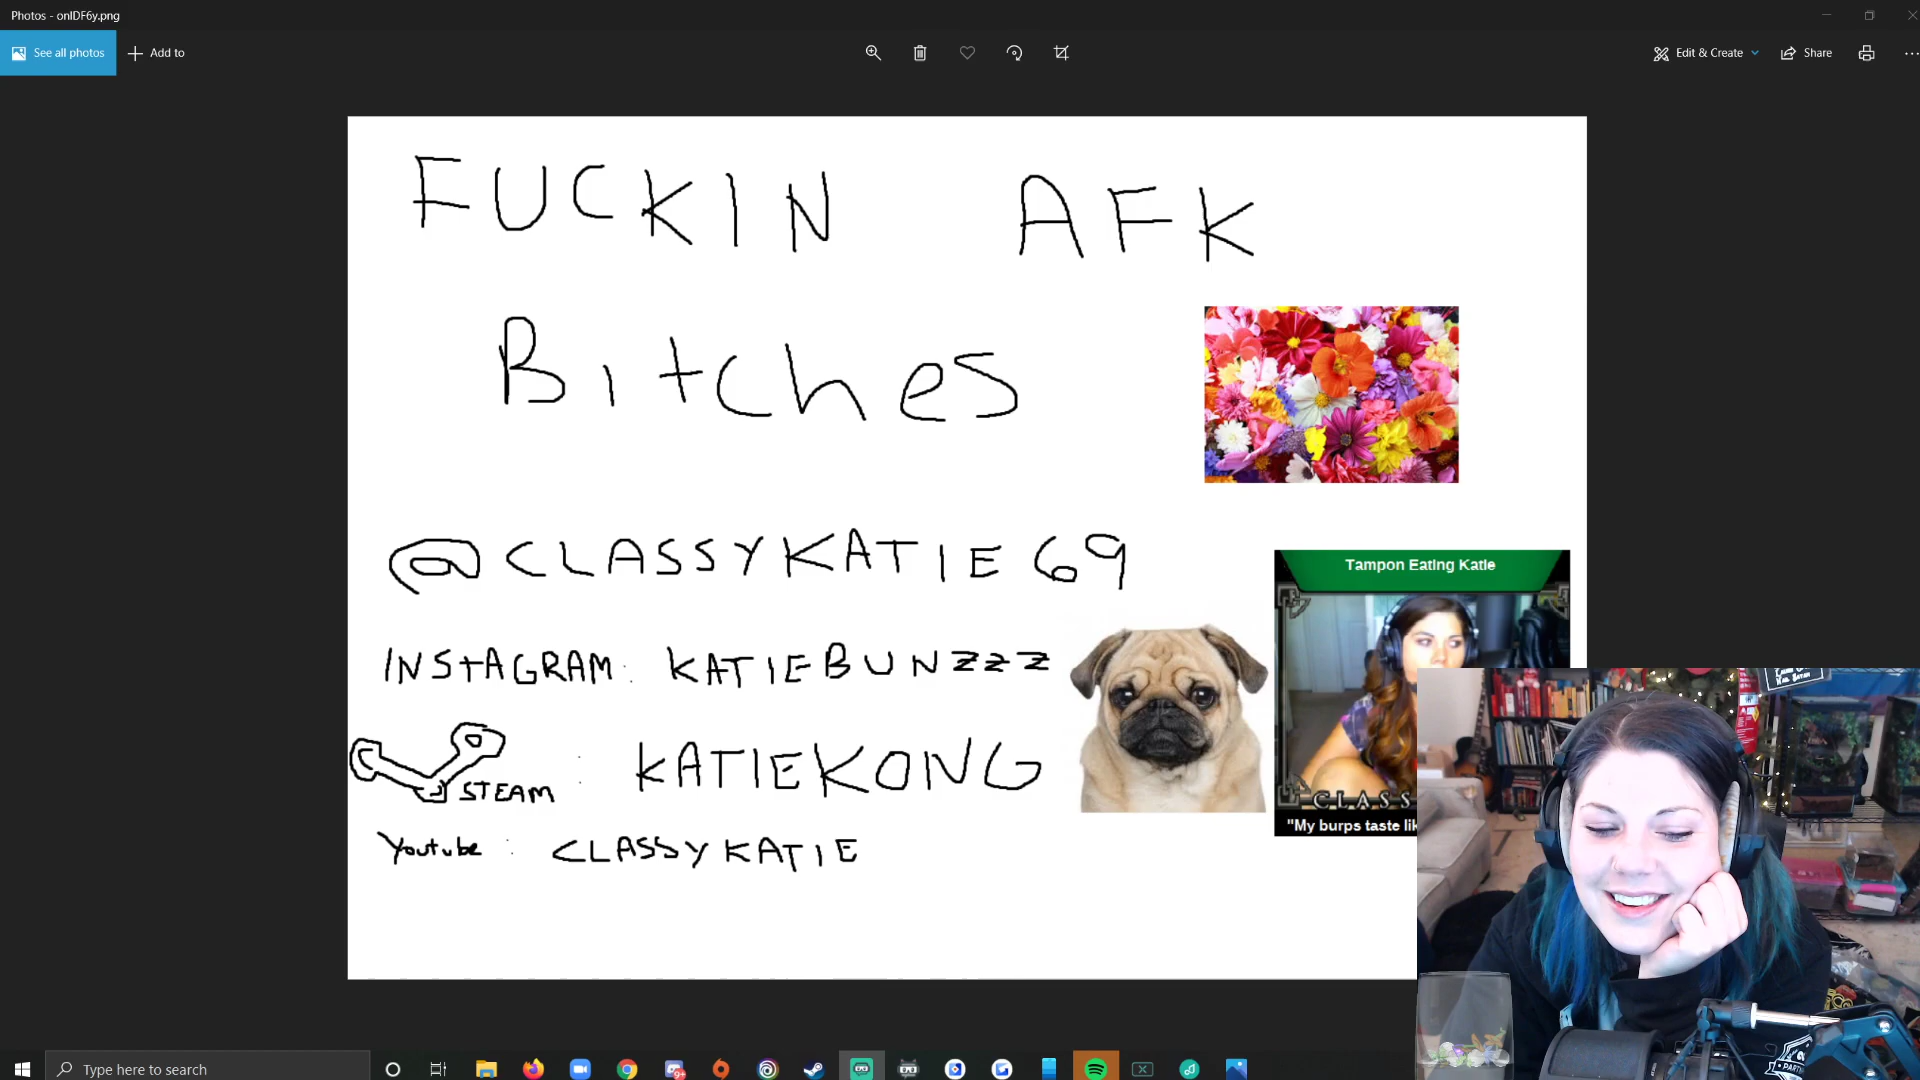 Photos - onIDF6y.png
See all photos
Add to
Edit & Create
Share
FUCKIN AFK
Bitches
@CLASSYKATIE69
Tampon Eating Katie
INSTAGRAM: KATIEBUNZZZ
STEAM : KATIEKONG
CLASS
"My burps taste lik
Youtube : CLASSYKATIE
Type here to search